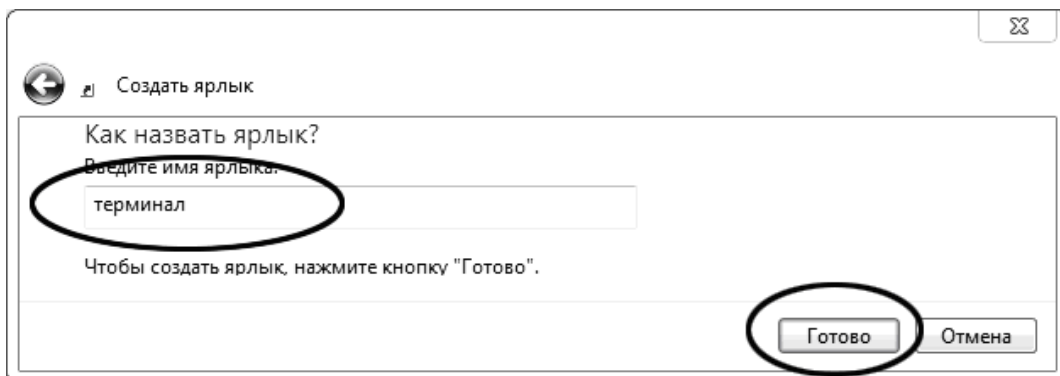 Создать ярлык
Как назвать ярлык?
Введите имя ярлыка:
терминал
Чтобы создать ярлык, нажмите кнопку "Готово".
Готово Отмена